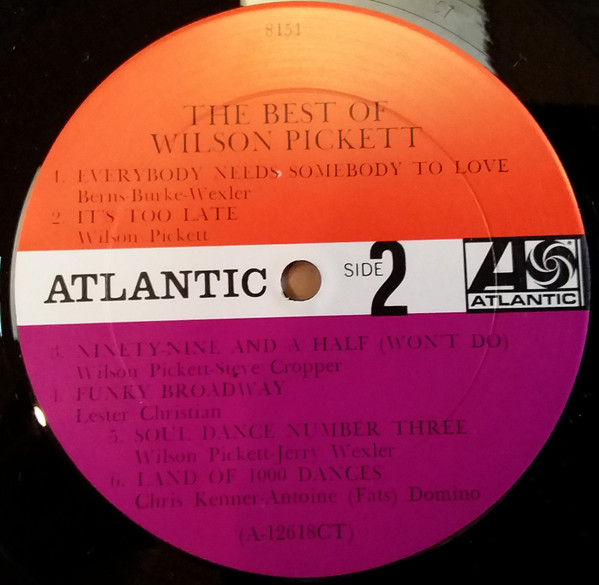 8151
THE BEST OF
WILSON PICKETT
1. EVERYBODY NEEDS SOMEBODY TO LOVE
Berns-Burke-Wexler
2. IT'S TOO LATE
Wilson Pickett
ATLANTIC
SIDE 2
ATLANTIC
3. NINETY-NINE AND A HALF (WON'T DO)
Wilson Pickett-Steve Cropper
4. FUNKY BROADWAY
Lester Christian
5. SOUL DANCE NUMBER THREE
Wilson Pickett-Jerry Wexler
6. LAND OF 1000 DANCES
Chris Kenner-Antoine (Fats) Domino
(A-12618CT)